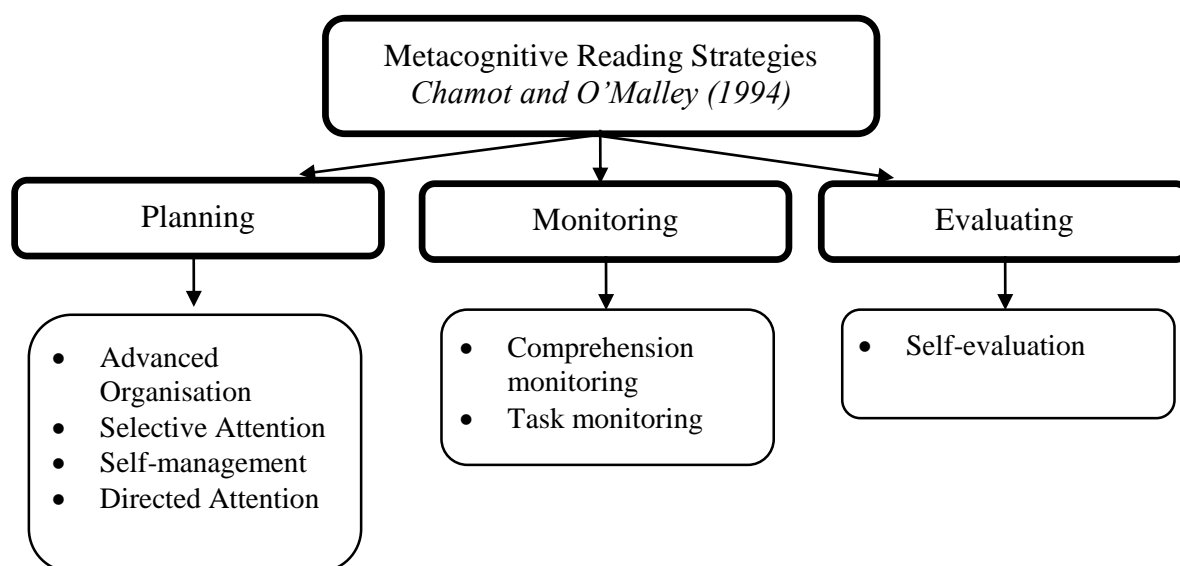 Metacognitive Reading Strategies
Chamot and O’Malley (1994)
Planning
Monitoring
Evaluating
• Advanced
Organisation
• Selective Attention
• Self-management
• Directed Attention
• Comprehension
monitoring
• Task monitoring
• Self-evaluation